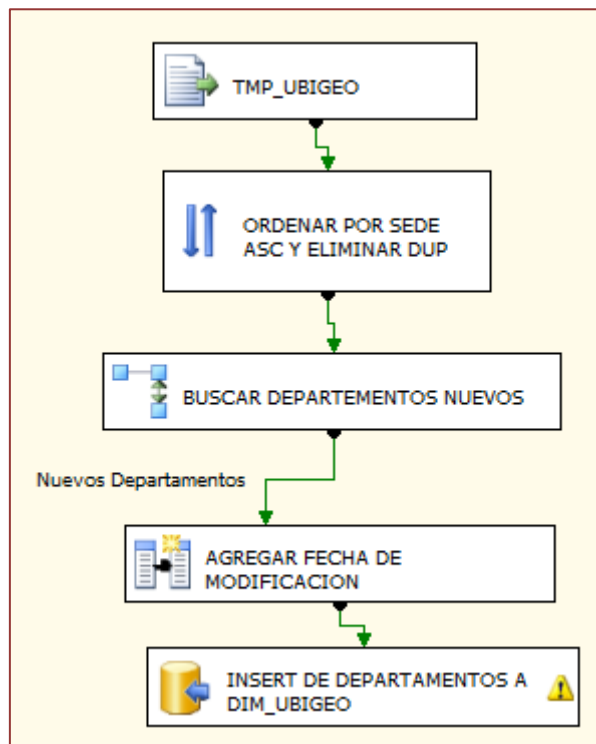 TMP_UBIGEO
ORDENAR POR SEDE
ASC Y ELIMINAR DUP
BUSCAR DEPARTEMENTOS NUEVOS
Nuevos Departamentos
AGREGAR FECHA DE
MODIFICACION
INSERT DE DEPARTAMENTOS A
DIM_UBIGEO